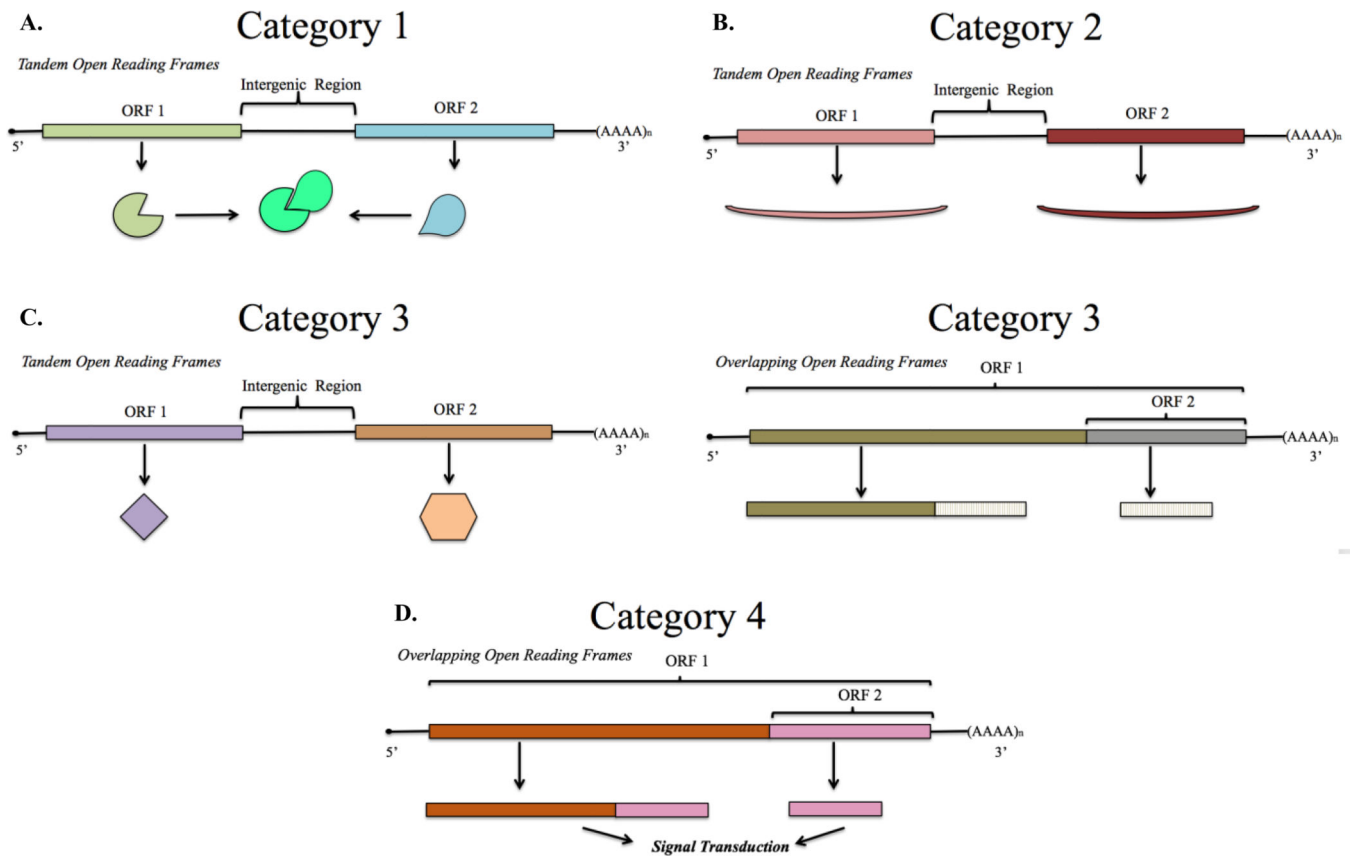 A.
Category 1
Tandem Open Reading Frames
Intergenic Region
ORF 1
ORF 2
(AAAA)n
5’
3’
B.
Category 2
Tandem Open Reading Frames
Intergenic Region
ORF 1
ORF 2
(AAAA)n
5’
3’
C.
Category 3
Tandem Open Reading Frames
Intergenic Region
ORF 1
ORF 2
(AAAA)n
5’
3’
Category 3
Overlapping Open Reading Frames
ORF 1
ORF 2
(AAAA)n
5’
3’
D.
Category 4
Overlapping Open Reading Frames
ORF 1
ORF 2
(AAAA)n
5’
3’
Signal Transduction